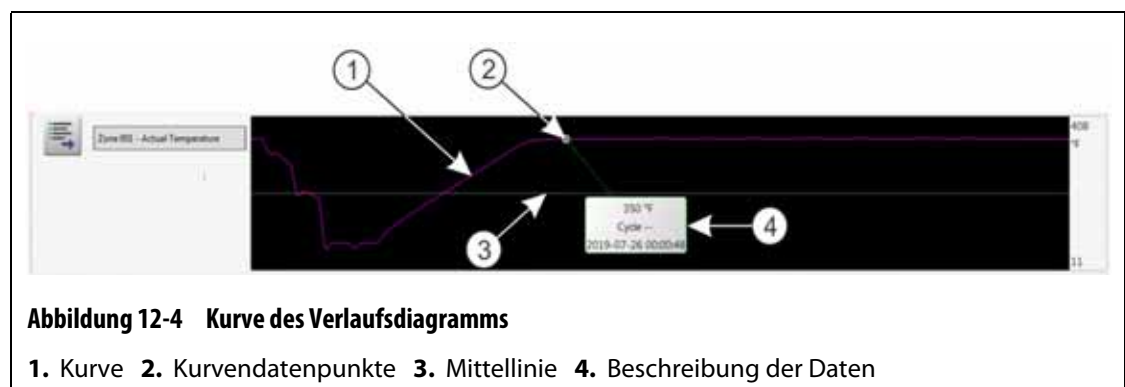 1
2
Zone - Actual Temperature
408
°F
350 °F
Cycle --
4
2019-07-26 00:00:48
3
11
Abbildung 12-4 Kurve des Verlaufsdiagramms
1. Kurve 2. Kurvendatenpunkte 3. Mittellinie 4. Beschreibung der Daten